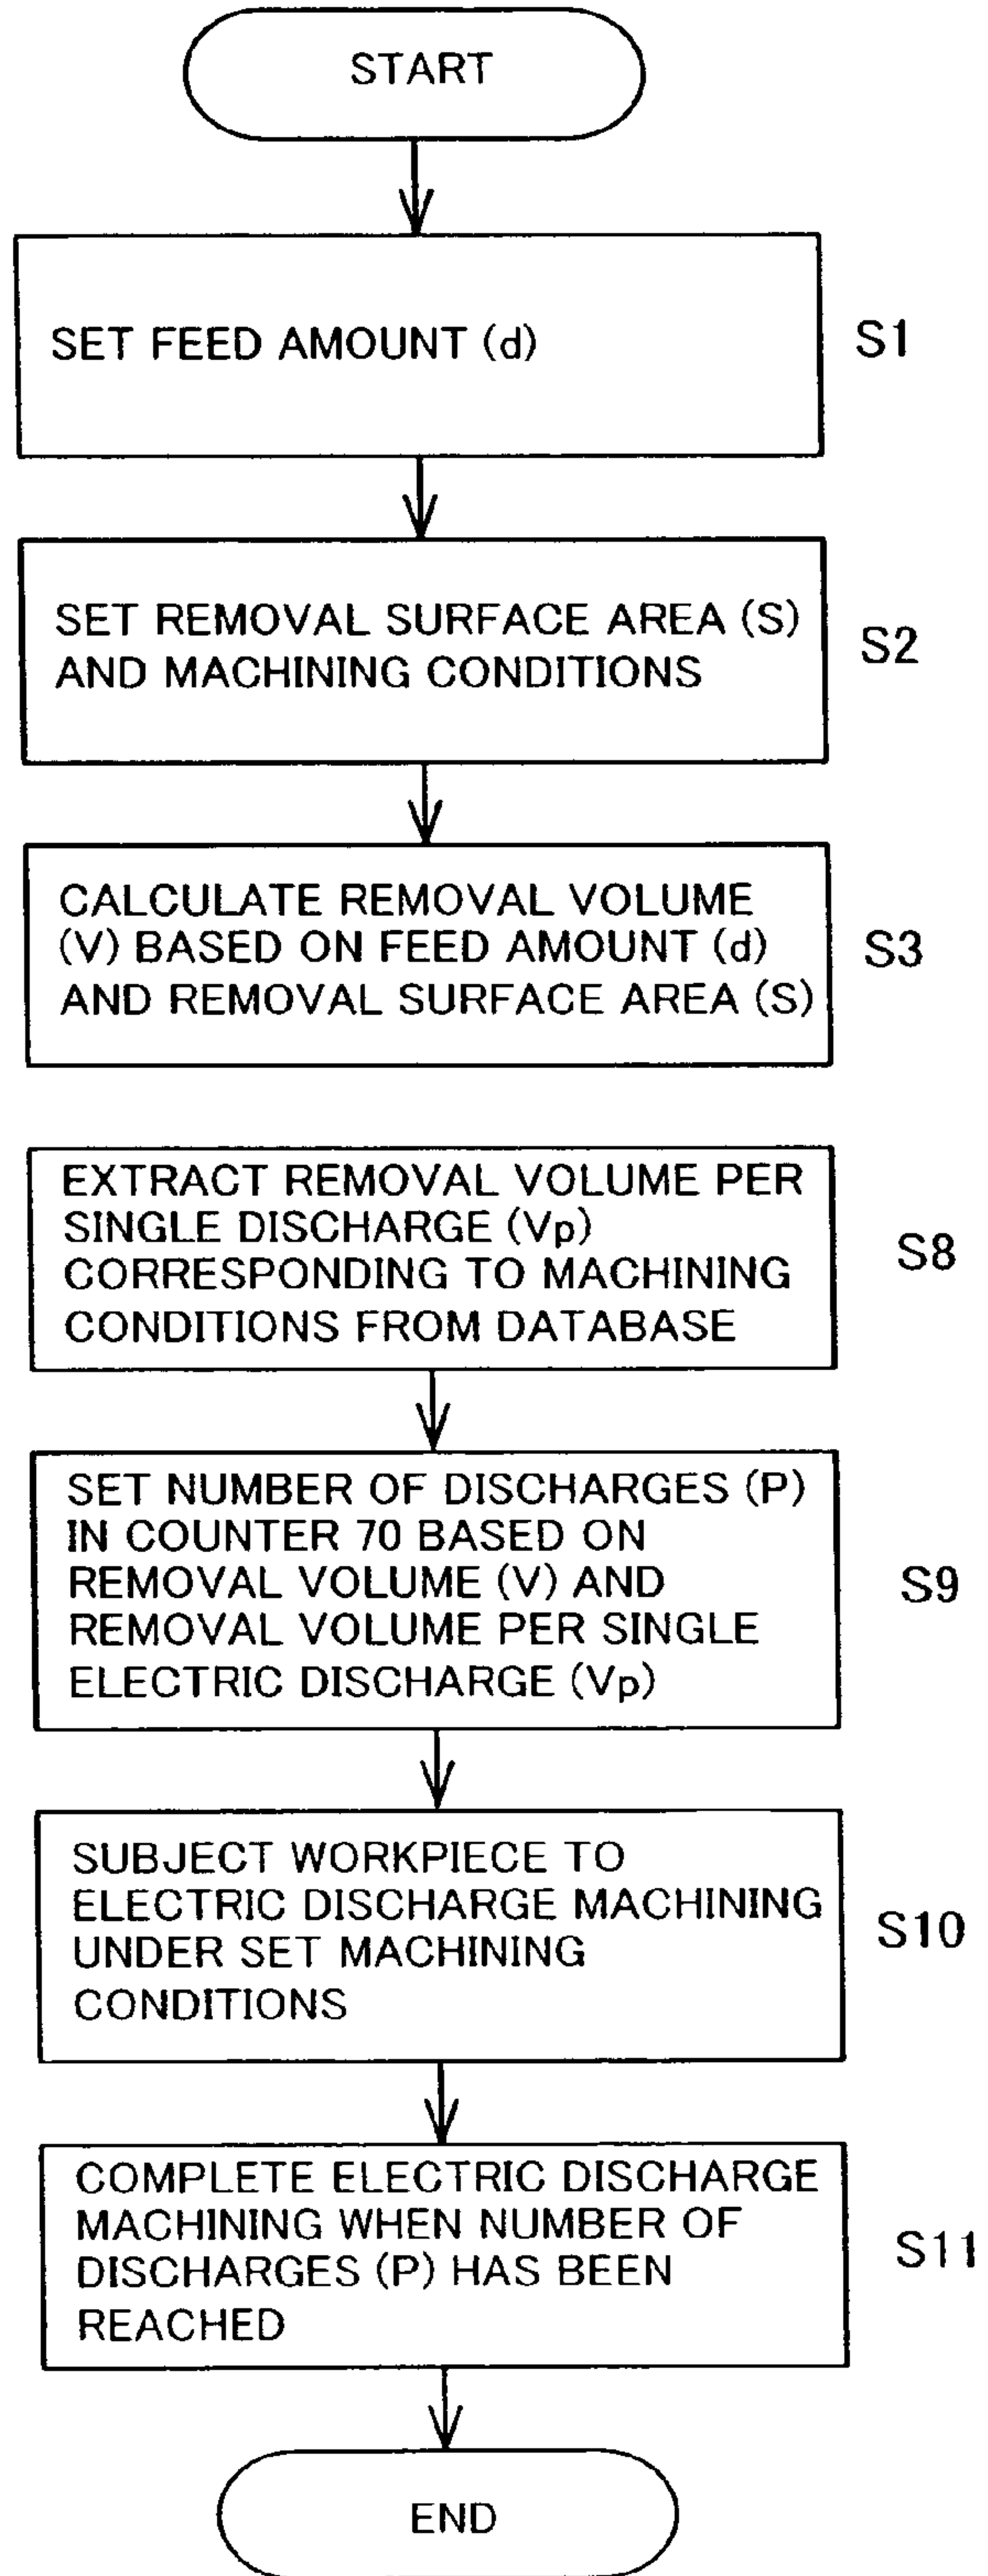 START
SET FEED AMOUNT (d)
S1
SET REMOVAL SURFACE AREA (S)
AND MACHINING CONDITIONS
S2
CALCULATE REMOVAL VOLUME
(V) BASED ON FEED AMOUNT (d)
AND REMOVAL SURFACE AREA (S)
S3
EXTRACT REMOVAL VOLUME PER
SINGLE DISCHARGE (Vp)
CORRESPONDING TO MACHINING
CONDITIONS FROM DATABASE
S8
SET NUMBER OF DISCHARGES (P)
IN COUNTER 70 BASED ON
REMOVAL VOLUME (V) AND
REMOVAL VOLUME PER SINGLE
ELECTRIC DISCHARGE (Vp)
S9
SUBJECT WORKPIECE TO
ELECTRIC DISCHARGE MACHINING
UNDER SET MACHINING
CONDITIONS
S10
COMPLETE ELECTRIC DISCHARGE
MACHINING WHEN NUMBER OF
DISCHARGES (P) HAS BEEN
REACHED
S11
END